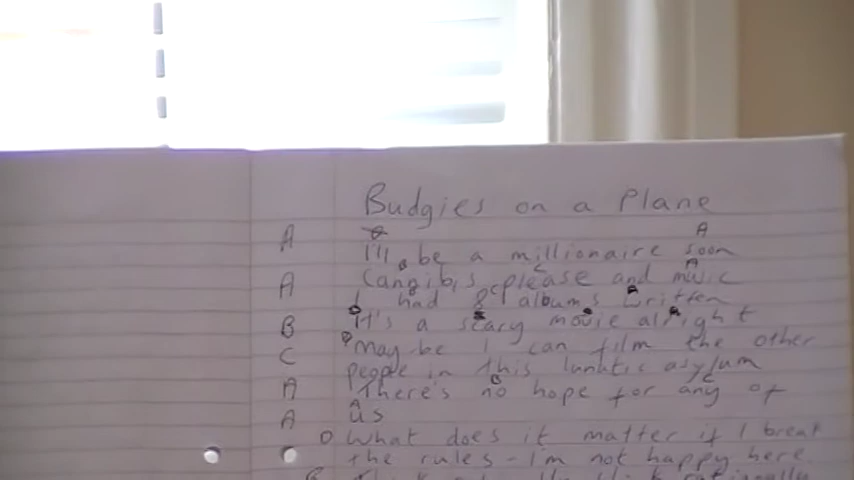 Budgies on a Plane
A
A I'll be a millionaire soon
A please and music
I had 8 albums written
B It's a scary movie alright
C Maybe I can film the other
people in this lunatic asylum
A There's no hope for any of
A us
D What does it matter if I break
the rules - I'm not happy here.